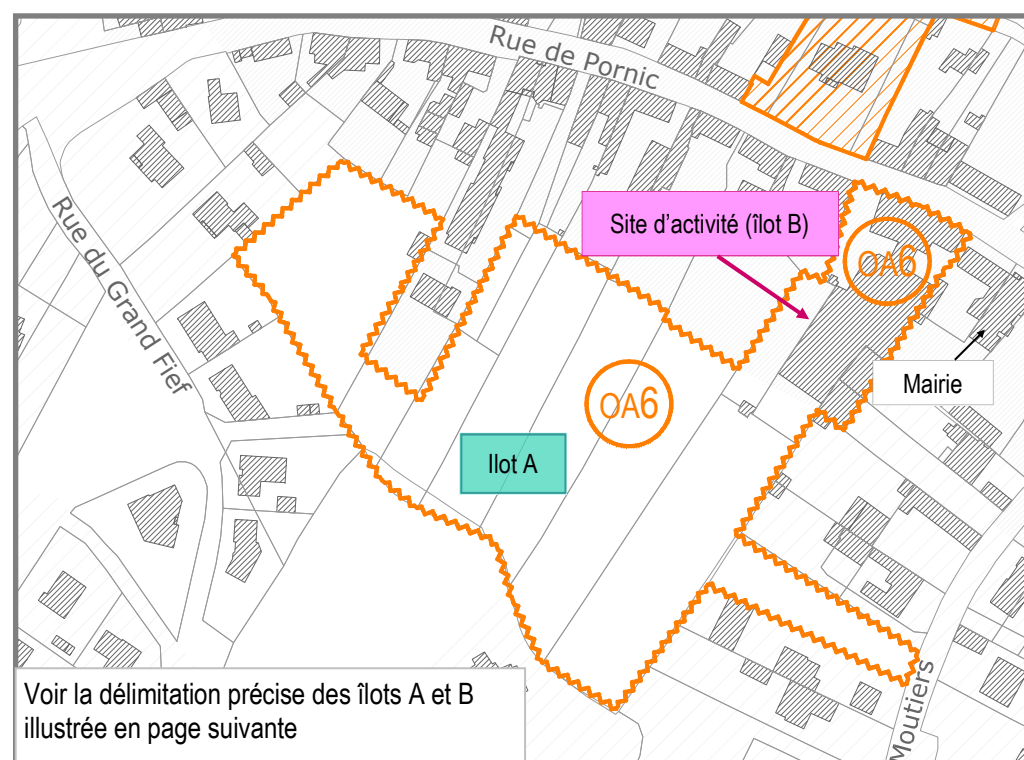 Rue de Pornic
Site d'activité (îlot B)
OA6
Rue du Grand Fief
Mairie
OA6
Ilot A
Moutiers
Voir la délimitation précise des îlots A et B
illustrée en page suivante